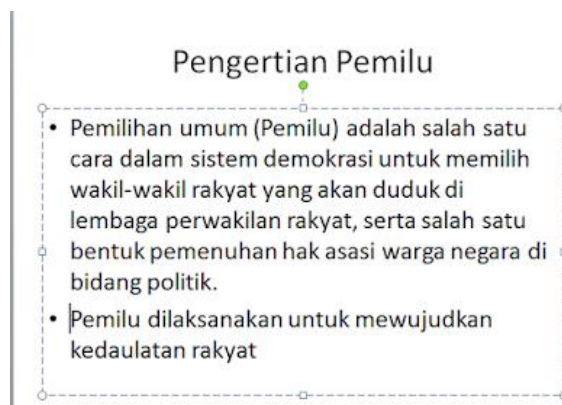 Pengertian Pemilu
• Pemilihan umum (Pemilu) adalah salah satu
cara dalam sistem demokrasi untuk memilih
wakil-wakil rakyat yang akan duduk di
lembaga perwakilan rakyat, serta salah satu
bentuk pemenuhan hak asasi warga negara di
bidang politik.
• Pemilu dilaksanakan untuk mewujudkan
kedaulatan rakyat